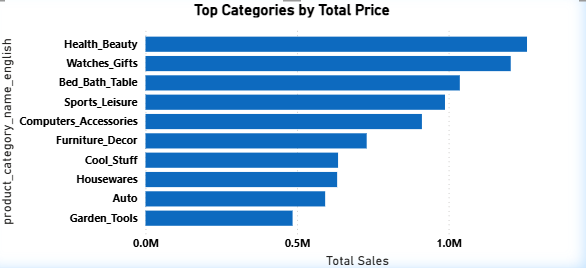 Top Categories by Total Price
product_category_name_english
Health_Beauty
Watches_Gifts
Bed_Bath_Table
Sports_Leisure
Computers_Accessories
Furniture_Decor
Cool_Stuff
Housewares
Auto
Garden_Tools
0.0M 0.5M 1.0M
Total Sales